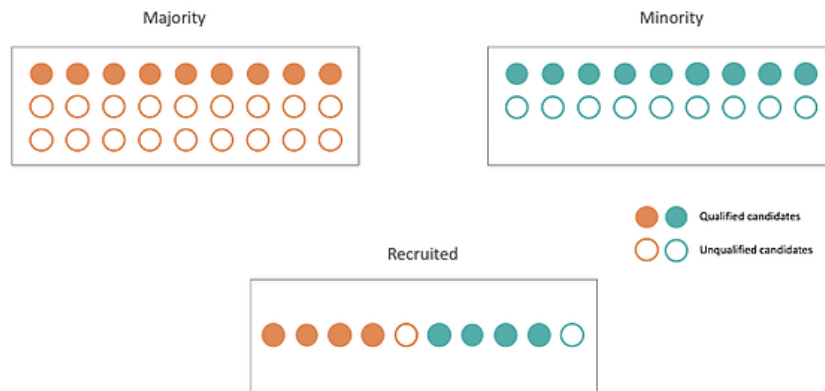 Majority
Minority
Qualified candidates
Unqualified candidates
Recruited